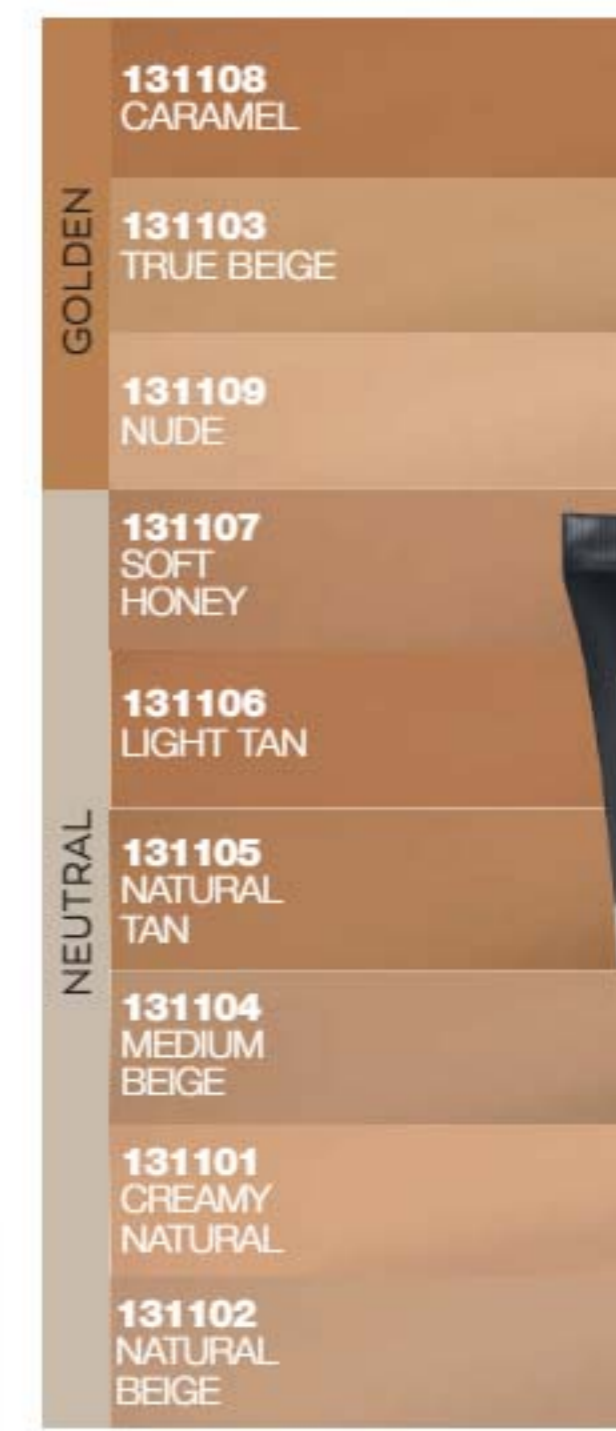 GOLDEN
131108
CARAMEL
131103
TRUE BEIGE
131109
NUDE
NEUTRAL
131107
SOFT
HONEY
131106
LIGHT TAN
131105
NATURAL
TAN
131104
MEDIUM
BEIGE
131101
CREAMY
NATURAL
131102
NATURAL
BEIGE